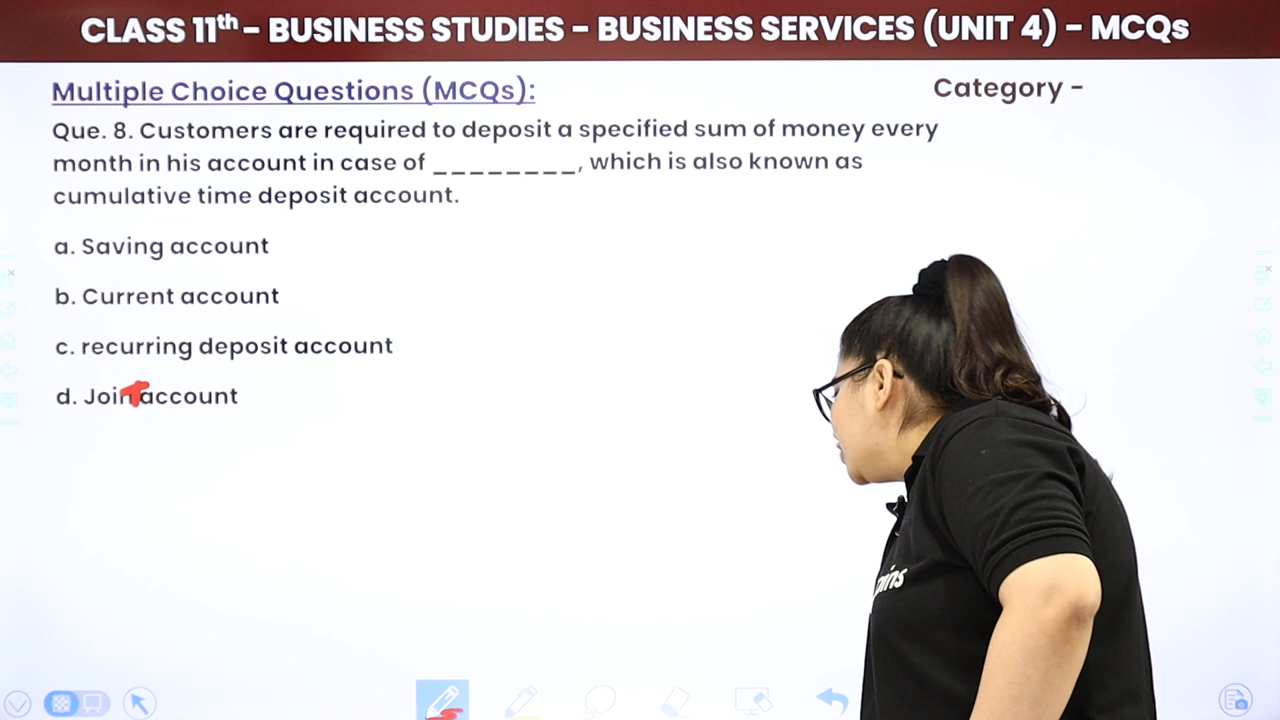 CLASS 11th – BUSINESS STUDIES – BUSINESS SERVICES (UNIT 4) – MCQs
Multiple Choice Questions (MCQs):
Category -
Que. 8. Customers are required to deposit a specified sum of money every
month in his account in case of ________, which is also known as
cumulative time deposit account.
a. Saving account
b. Current account
c. recurring deposit account
d. Joint account